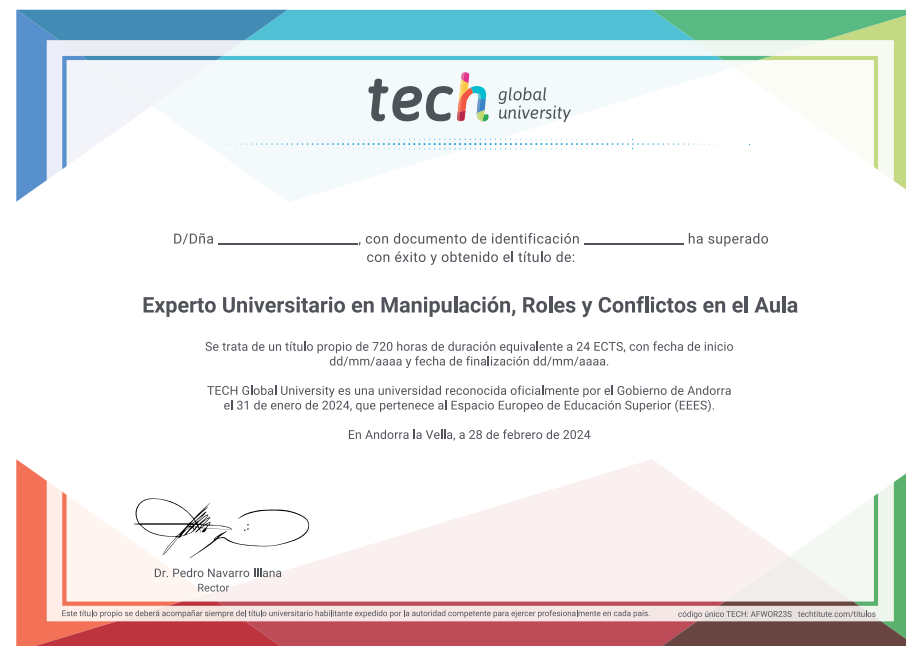 tech global university
D/Dña ______________, con documento de identificación __________ ha superado
con éxito y obtenido el título de:
Experto Universitario en Manipulación, Roles y Conflictos en el Aula
Se trata de un título propio de 720 horas de duración equivalente a 24 ECTS, con fecha de inicio
dd/mm/aaaa y fecha de finalización dd/mm/aaaa.
TECH Global University es una universidad reconocida oficialmente por el Gobierno de Andorra
el 31 de enero de 2024, que pertenece al Espacio Europeo de Educación Superior (EEES).
En Andorra la Vella, a 28 de febrero de 2024
Dr. Pedro Navarro Illana
Rector
Este título propio se deberá acompañar siempre del título universitario habilitante expedido por la autoridad competente para ejercer profesionalmente en cada país. código único TECH: AFWOR23S techtitute.com/titulos